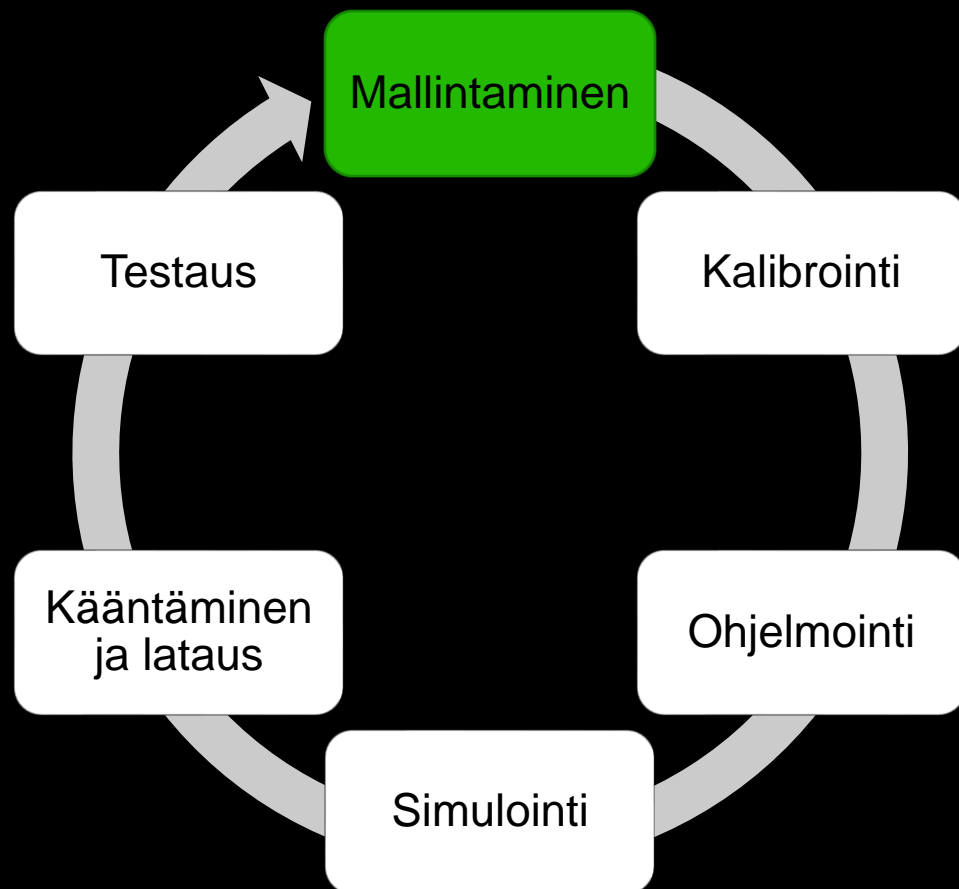 Mallintaminen
Kalibrointi
Ohjelmointi
Simulointi
Kääntäminen
ja lataus
Testaus